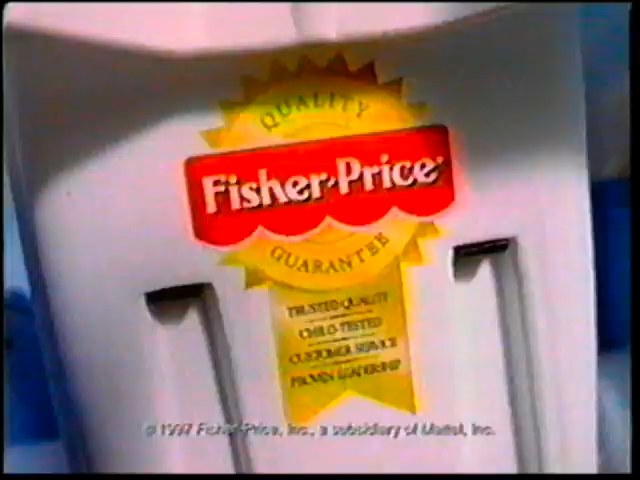 QUALITY
Fisher-Price
GUARANTEE
TRUSTED QUALITY
CHILD-TESTED
CUSTOMER SERVICE
PROVEN LEADERSHIP
© 1997 Fisher-Price, Inc., a subsidiary of Mattel, Inc.